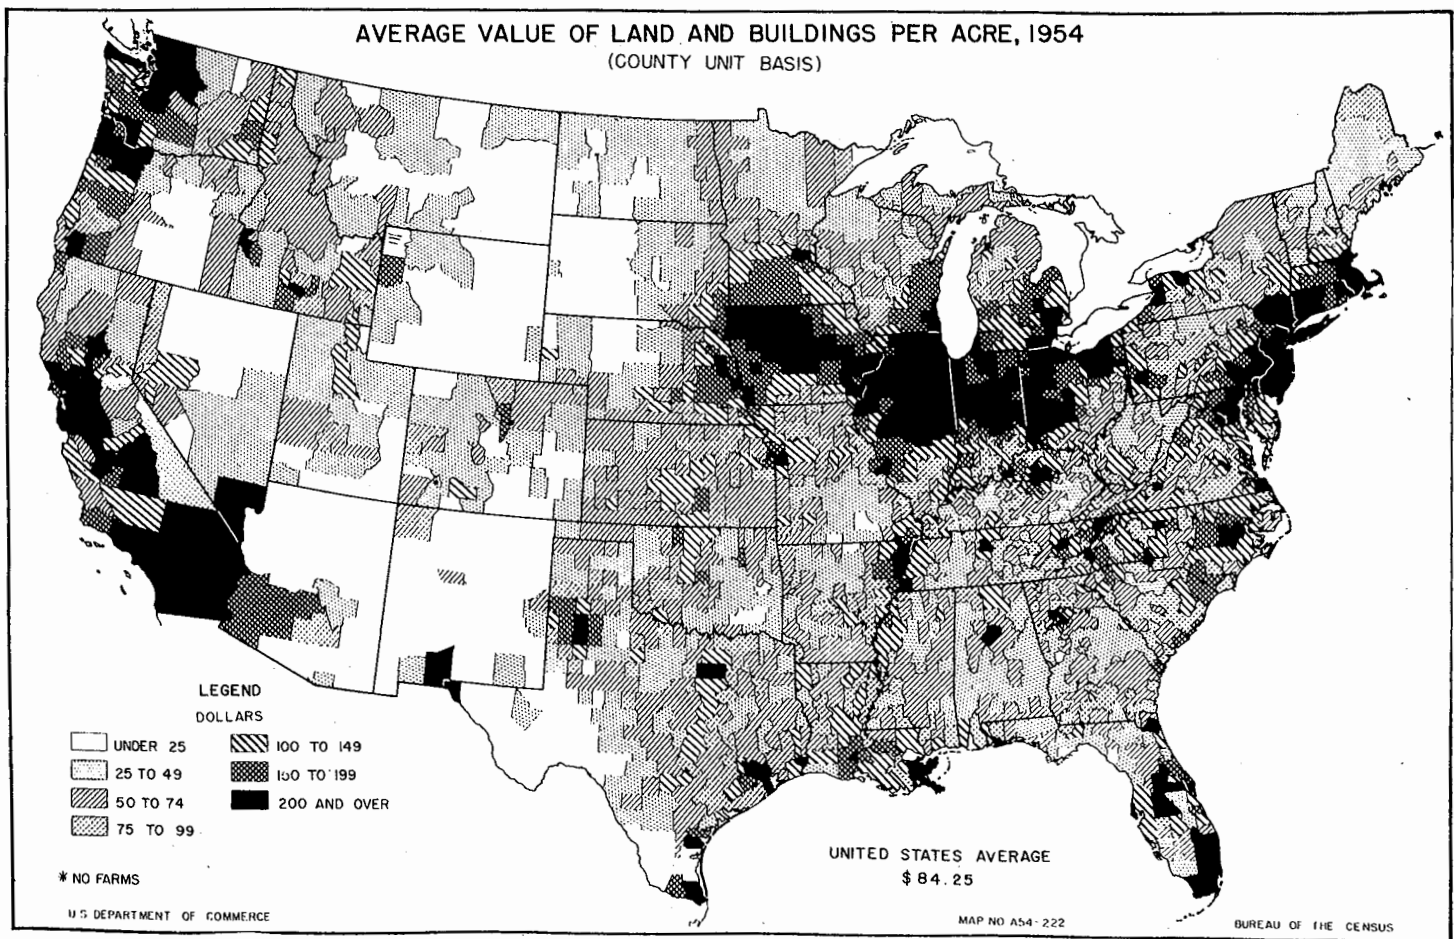 AVERAGE VALUE OF LAND AND BUILDINGS PER ACRE, 1954
(COUNTY UNIT BASIS)
LEGEND
DOLLARS
UNDER 25
25 TO 49
50 TO 74
75 TO 99
100 TO 149
150 TO 199
200 AND OVER
UNITED STATES AVERAGE
$84.25
* NO FARMS
U S DEPARTMENT OF COMMERCE
MAP NO A54-222
BUREAU OF THE CENSUS